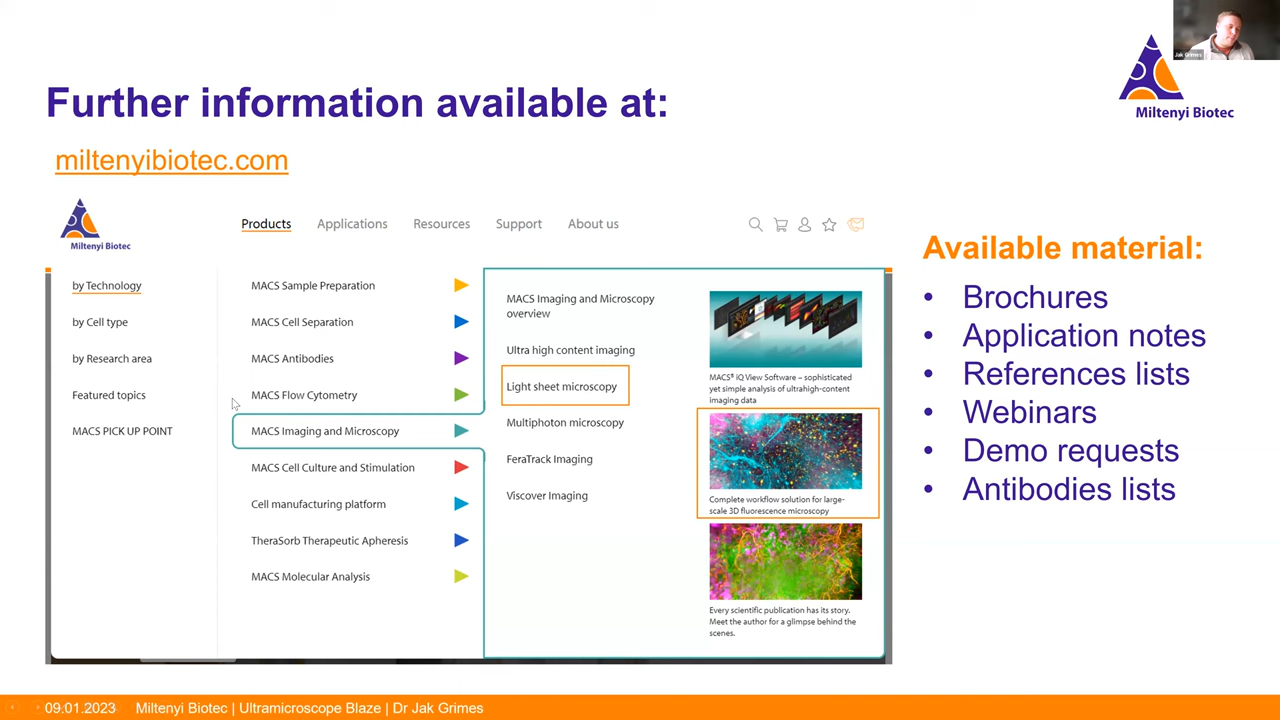 Jak Grimes
Miltenyi Biotec
Further information available at:
miltenyibiotec.com
Miltenyi Biotec
Products Applications Resources Support About us
by Technology
by Cell type
by Research area
Featured topics
MACS PICK UP POINT
MACS Sample Preparation
MACS Cell Separation
MACS Antibodies
MACS Flow Cytometry
MACS Imaging and Microscopy
MACS Cell Culture and Stimulation
Cell manufacturing platform
TheraSorb Therapeutic Apheresis
MACS Molecular Analysis
MACS Imaging and Microscopy
overview
Ultra high content imaging
Light sheet microscopy
Multiphoton microscopy
FeraTrack Imaging
Viscover Imaging
MACS® iQ View Software – sophisticated
yet simple analysis of ultrahigh-content
imaging data
Complete workflow solution for large-
scale 3D fluorescence microscopy
Every scientific publication has its story.
Meet the author for a glimpse behind the
scenes.
Available material:
• Brochures
• Application notes
• References lists
• Webinars
• Demo requests
• Antibodies lists
09.01.2023 Miltenyi Biotec | Ultramicroscope Blaze | Dr Jak Grimes